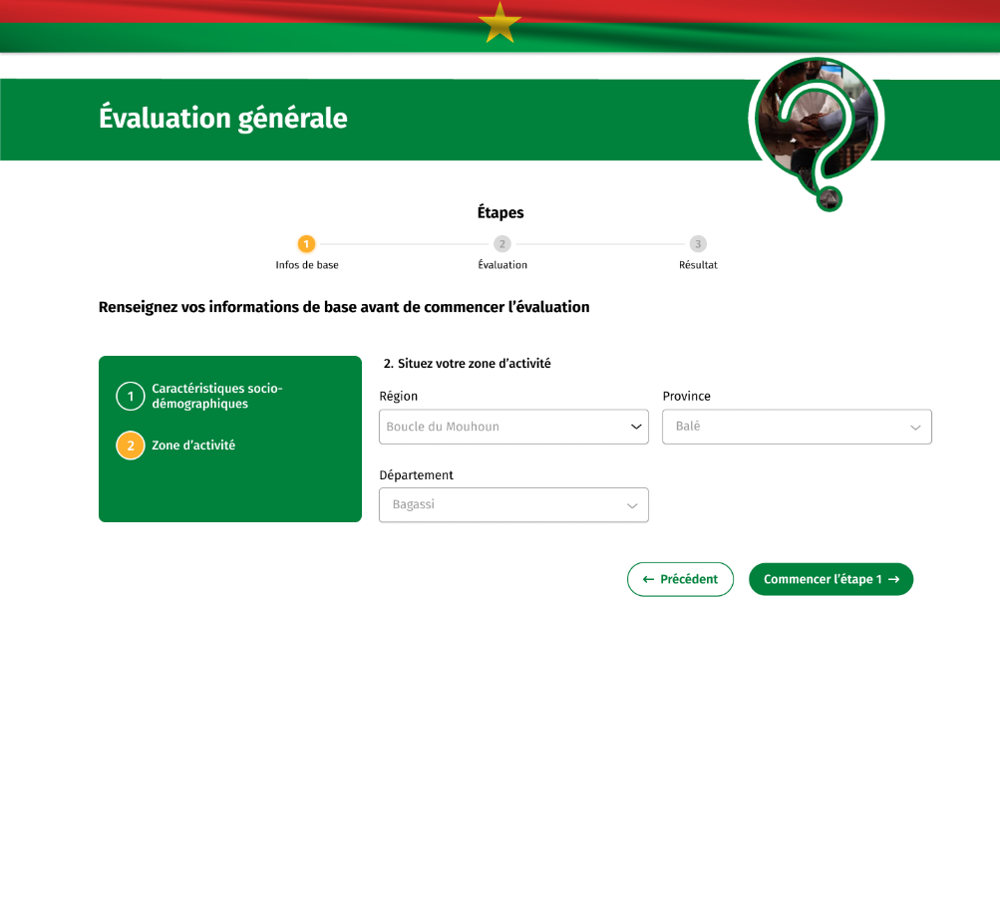 Évaluation générale
Étapes
1
2
3
Infos de base
Évaluation
Résultat
Renseignez vos informations de base avant de commencer l’évaluation
1
Caractéristiques socio-
démographiques
2
Zone d’activité
2. Situez votre zone d’activité
Région
Province
Boucle du Mouhoun
Balé
Département
Bagassi
← Précédent
Commencer l’étape 1 →